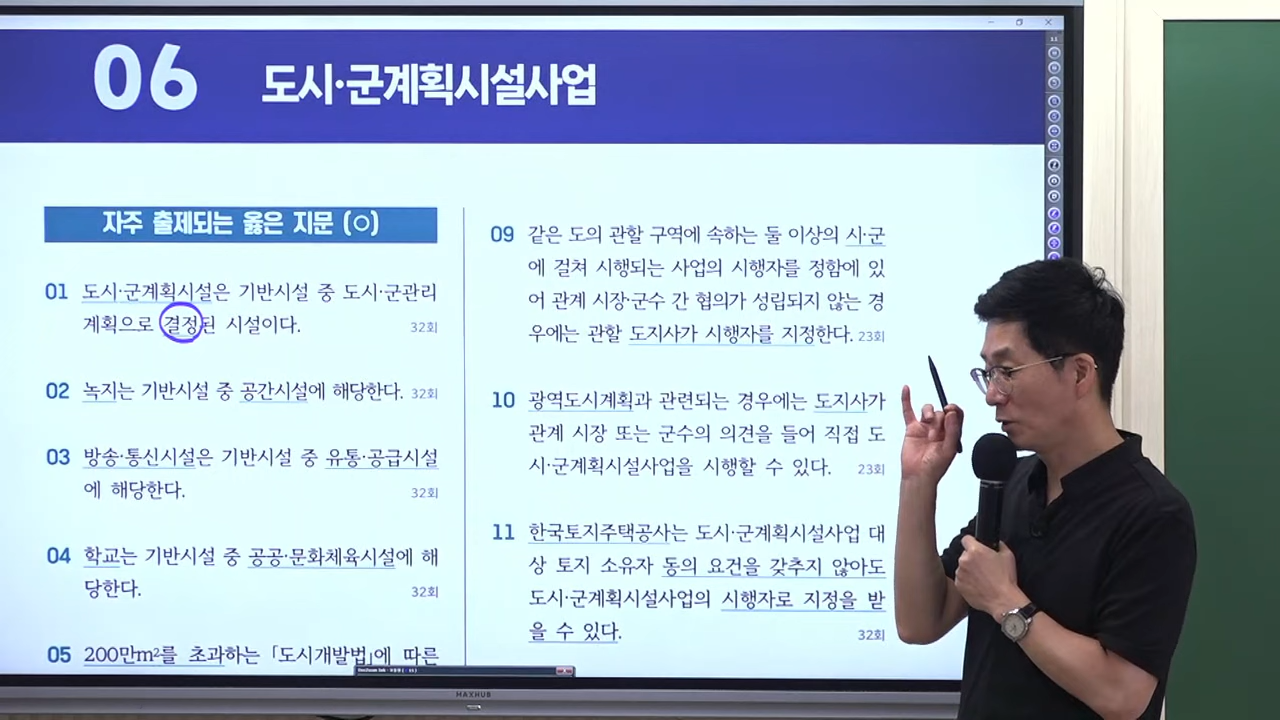 06 도시·군계획시설사업
자주 출제되는 옳은 지문 (○)
01 도시·군계획시설은 기반시설 중 도시·군관리
계획으로 결정된 시설이다. 32회
02 녹지는 기반시설 중 공간시설에 해당한다. 32회
03 방송·통신시설은 기반시설 중 유통·공급시설
에 해당한다. 32회
04 학교는 기반시설 중 공공·문화체육시설에 해
당한다. 32회
05 200만m²를 초과하는 「도시개발법」에 따른
09 같은 도의 관할 구역에 속하는 둘 이상의 시·군
에 걸쳐 시행되는 사업의 시행자를 정함에 있
어 관계 시장·군수 간 협의가 성립되지 않는 경
우에는 관할 도지사가 시행자를 지정한다. 23회
10 광역도시계획과 관련되는 경우에는 도지사가
관계 시장 또는 군수의 의견을 들어 직접 도
시·군계획시설사업을 시행할 수 있다. 23회
11 한국토지주택공사는 도시·군계획시설사업 대
상 토지 소유자 동의 요건을 갖추지 않아도
도시·군계획시설사업의 시행자로 지정을 받
을 수 있다. 32회
HAXHUB